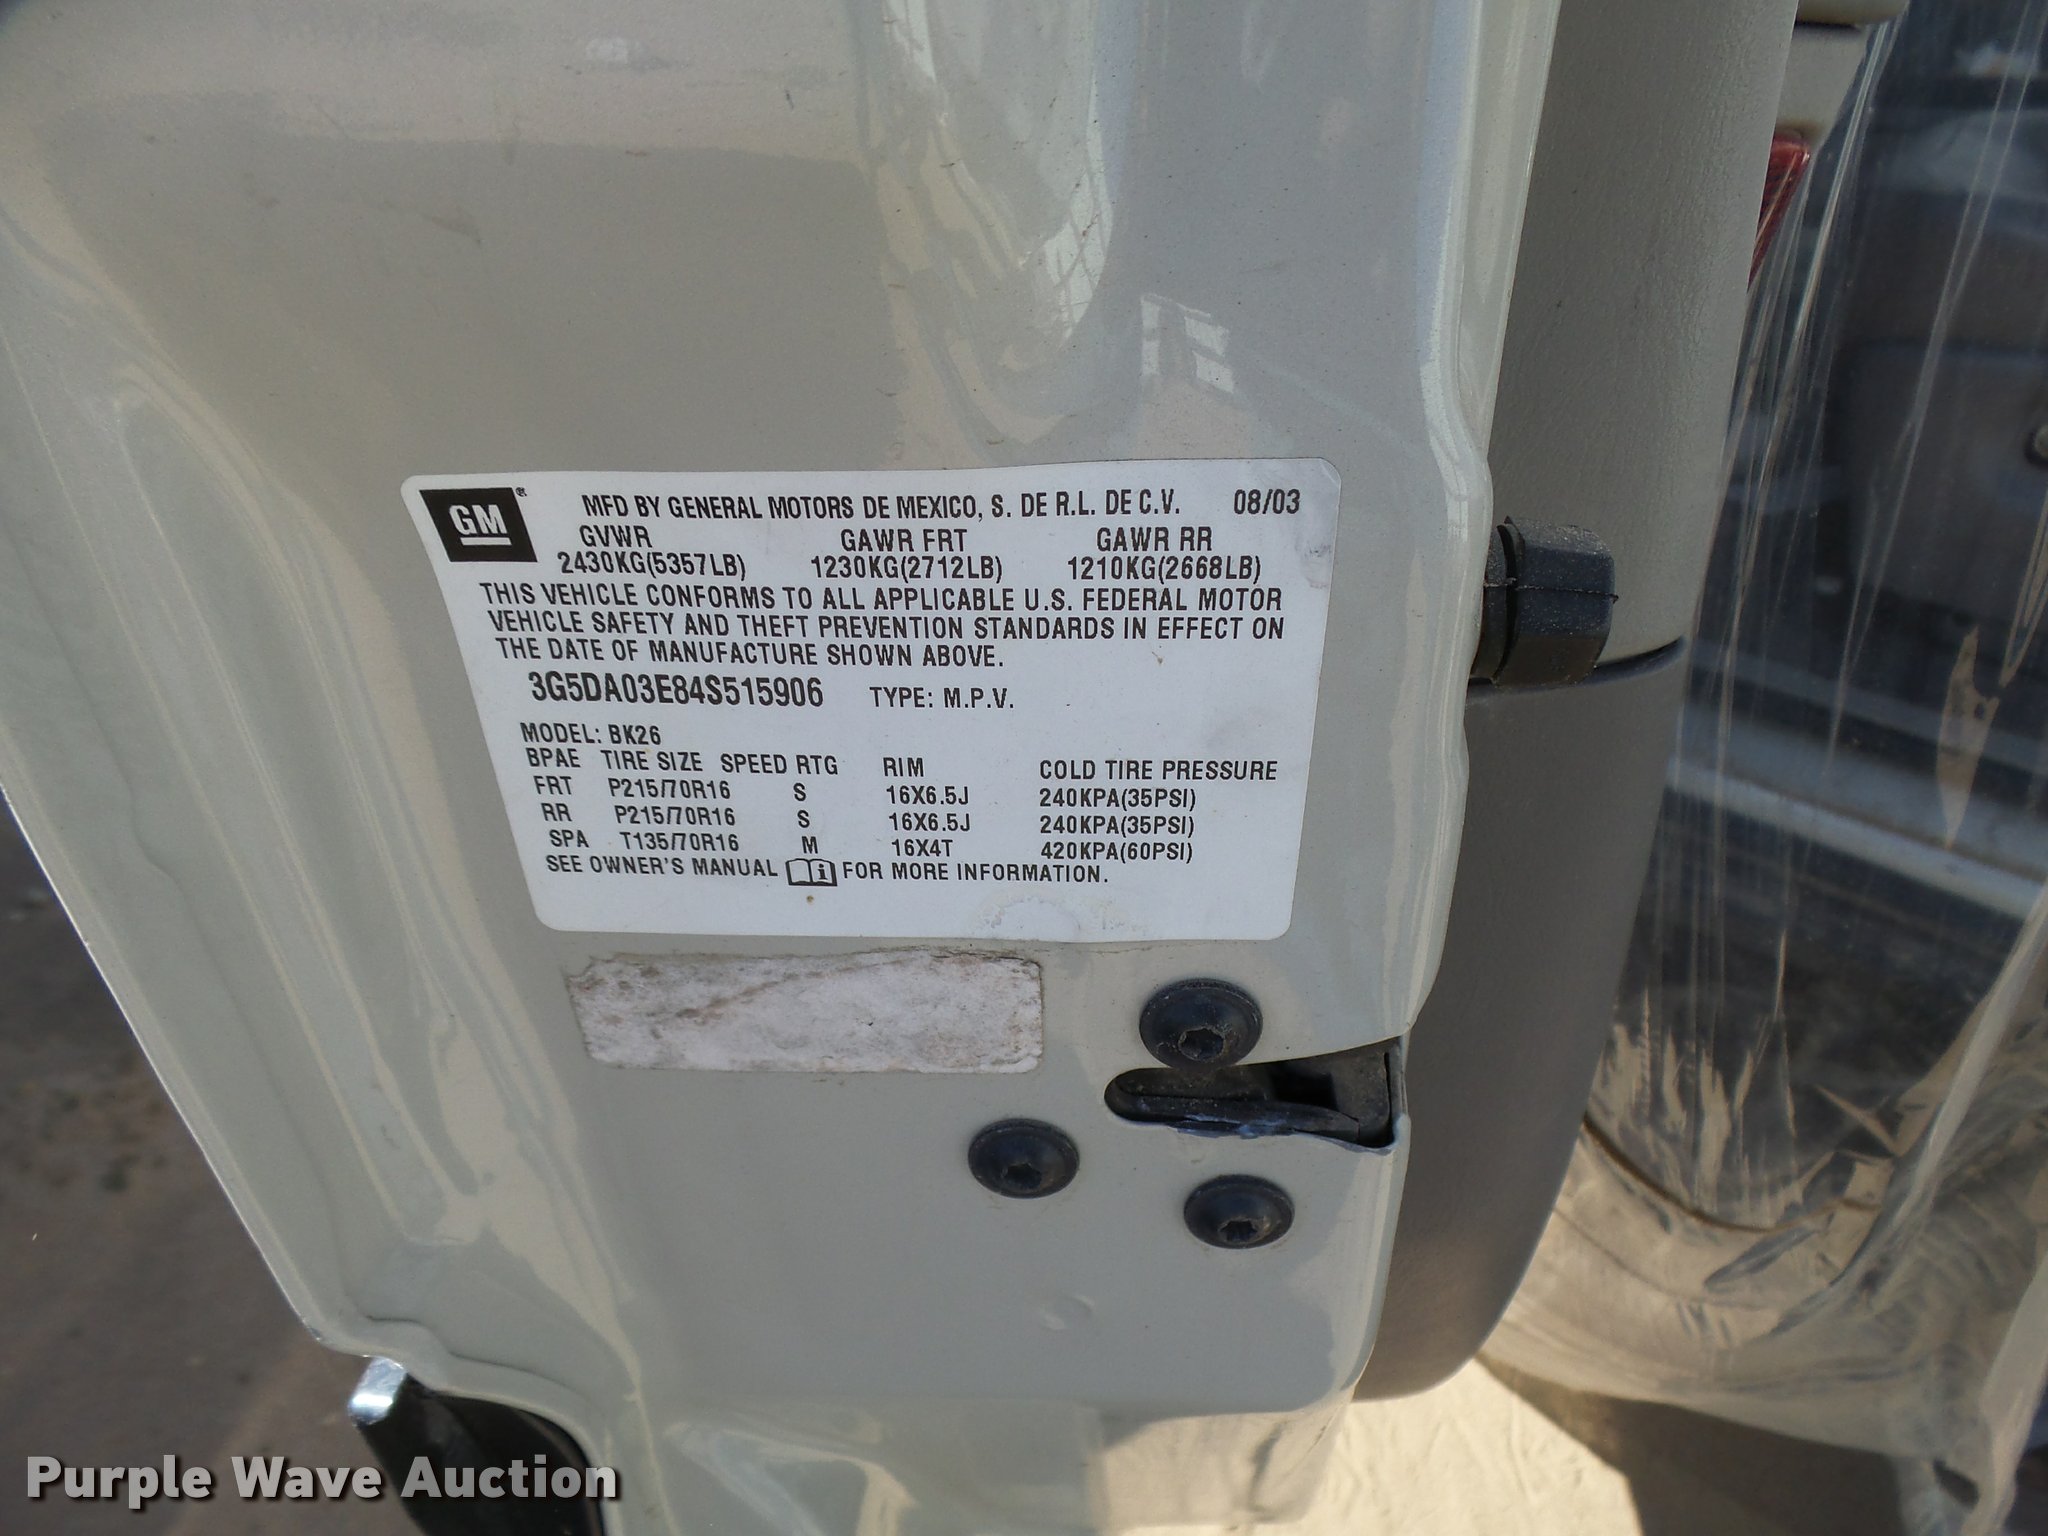 GM® MFD BY GENERAL MOTORS DE MEXICO, S. DE R.L. DE C.V. 08/03
GVWR GAWR FRT GAWR RR
2430KG(5357LB) 1230KG(2712LB) 1210KG(2668LB)
THIS VEHICLE CONFORMS TO ALL APPLICABLE U.S. FEDERAL MOTOR
VEHICLE SAFETY AND THEFT PREVENTION STANDARDS IN EFFECT ON
THE DATE OF MANUFACTURE SHOWN ABOVE.
3G5DA03E84S515906 TYPE: M.P.V.
MODEL: BK26
BPAE TIRE SIZE SPEED RTG RIM COLD TIRE PRESSURE
FRT P215/70R16 S 16X6.5J 240KPA(35PSI)
RR P215/70R16 S 16X6.5J 240KPA(35PSI)
SPA T135/70R16 M 16X4T 420KPA(60PSI)
SEE OWNER'S MANUAL i FOR MORE INFORMATION.
Purple Wave Auction